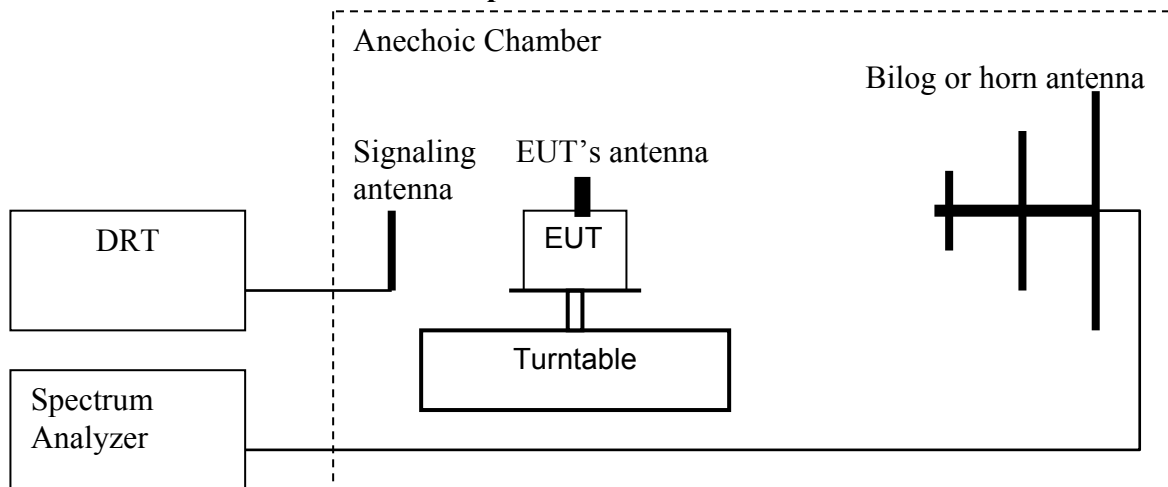 Anechoic Chamber
Bilog or horn antenna
Signaling
antenna
EUT’s antenna
DRT
EUT
Turntable
Spectrum
Analyzer